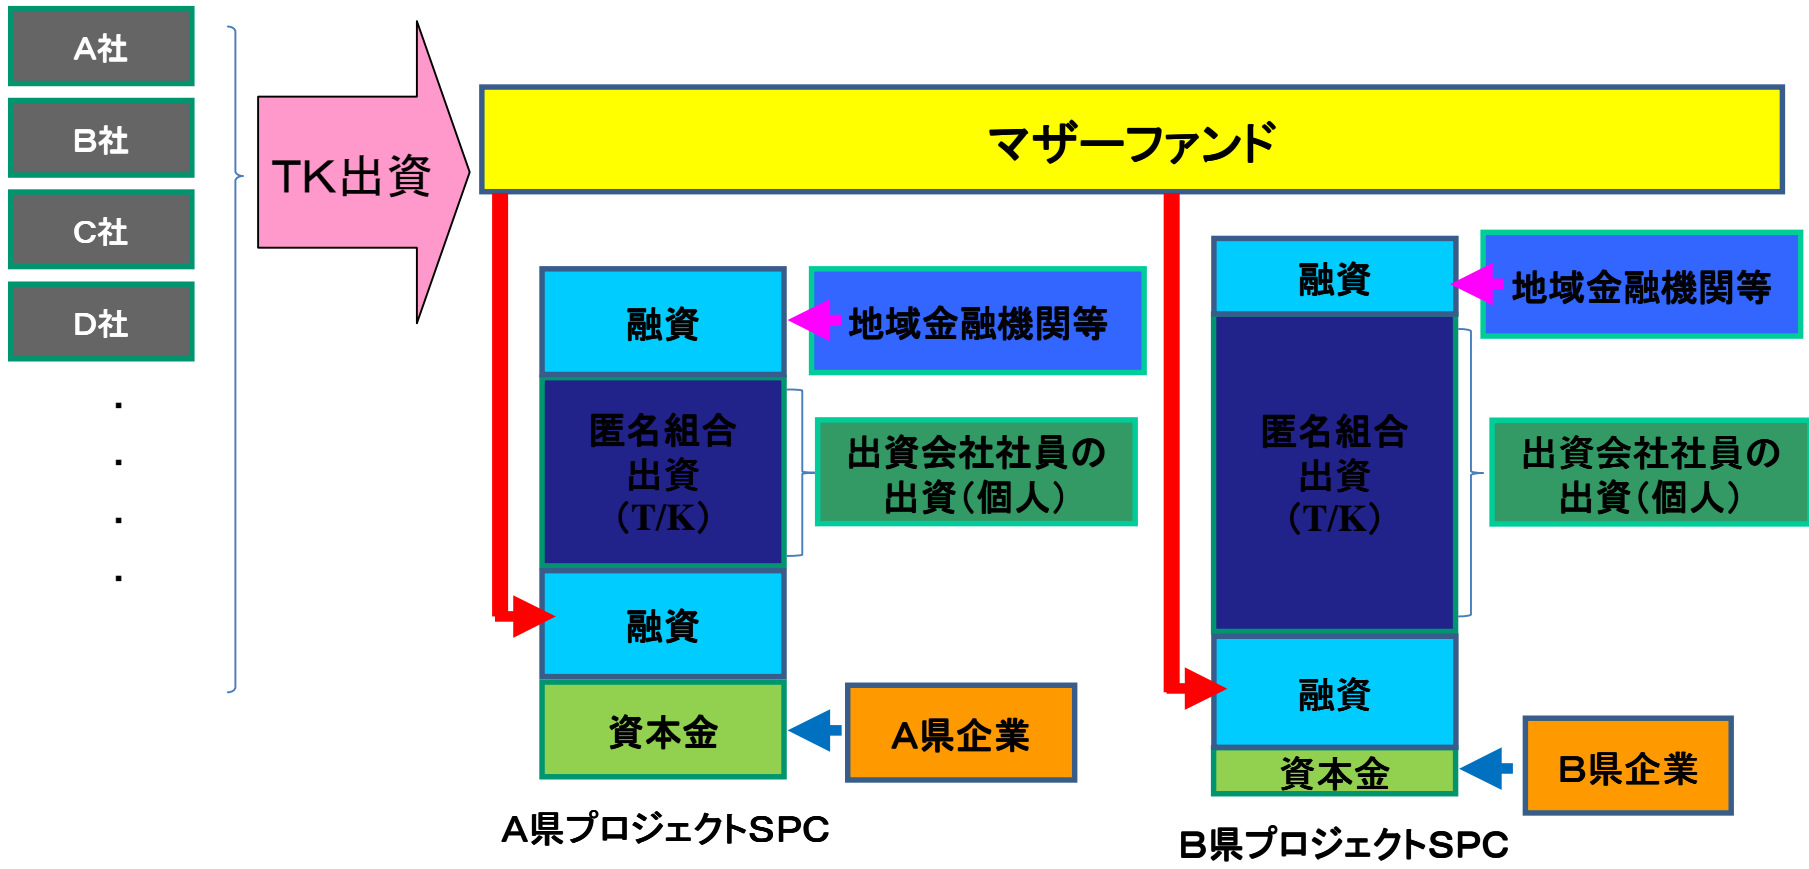 A社
B社
C社
D社
・
・
・
・
TK出資
マザーファンド
融資
地域金融機関等
匿名組合
出資
（T/K）
出資会社社員の
出資（個人）
融資
資本金
A県企業
A県プロジェクトSPC
融資
地域金融機関等
匿名組合
出資
（T/K）
出資会社社員の
出資（個人）
融資
資本金
B県企業
B県プロジェクトSPC